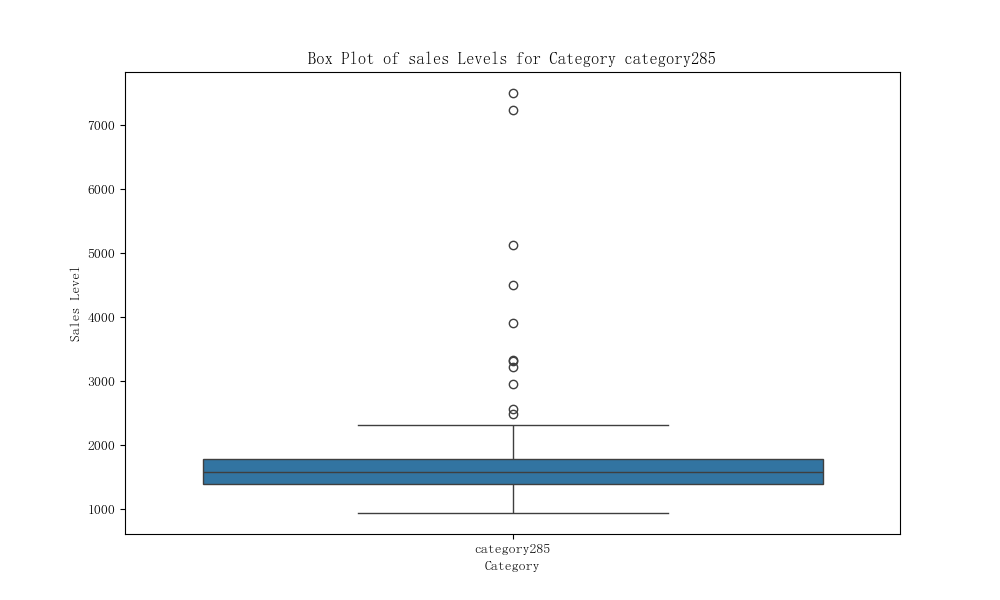 Box Plot of sales Levels for Category category285
7000
6000
5000
4000
3000
2000
1000
Sales Level
category285
Category